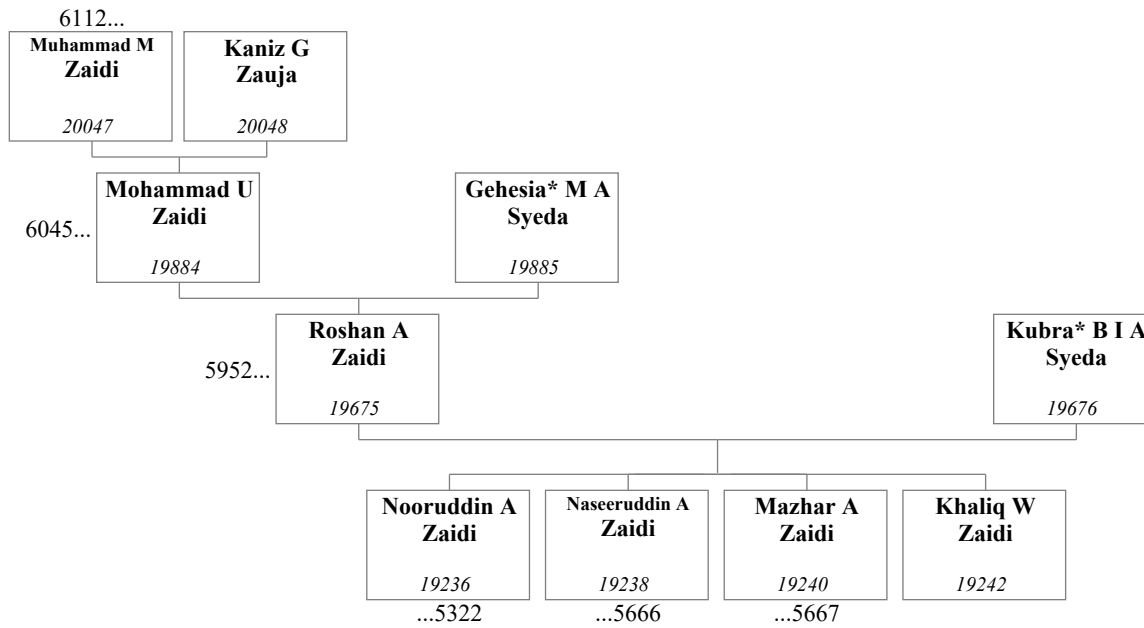 6112...
Muhammad M
Zaidi
20047
Kaniz G
Zauja
20048
Mohammad U
Zaidi
19884
6045...
Gehesia* M A
Syeda
19885
Roshan A
Zaidi
19675
5952...
Kubra* B I A
Syeda
19676
Nooruddin A
Zaidi
19236
...5322
Naseeruddin A
Zaidi
19238
...5666
Mazhar A
Zaidi
19240
...5667
Khaliq W
Zaidi
19242